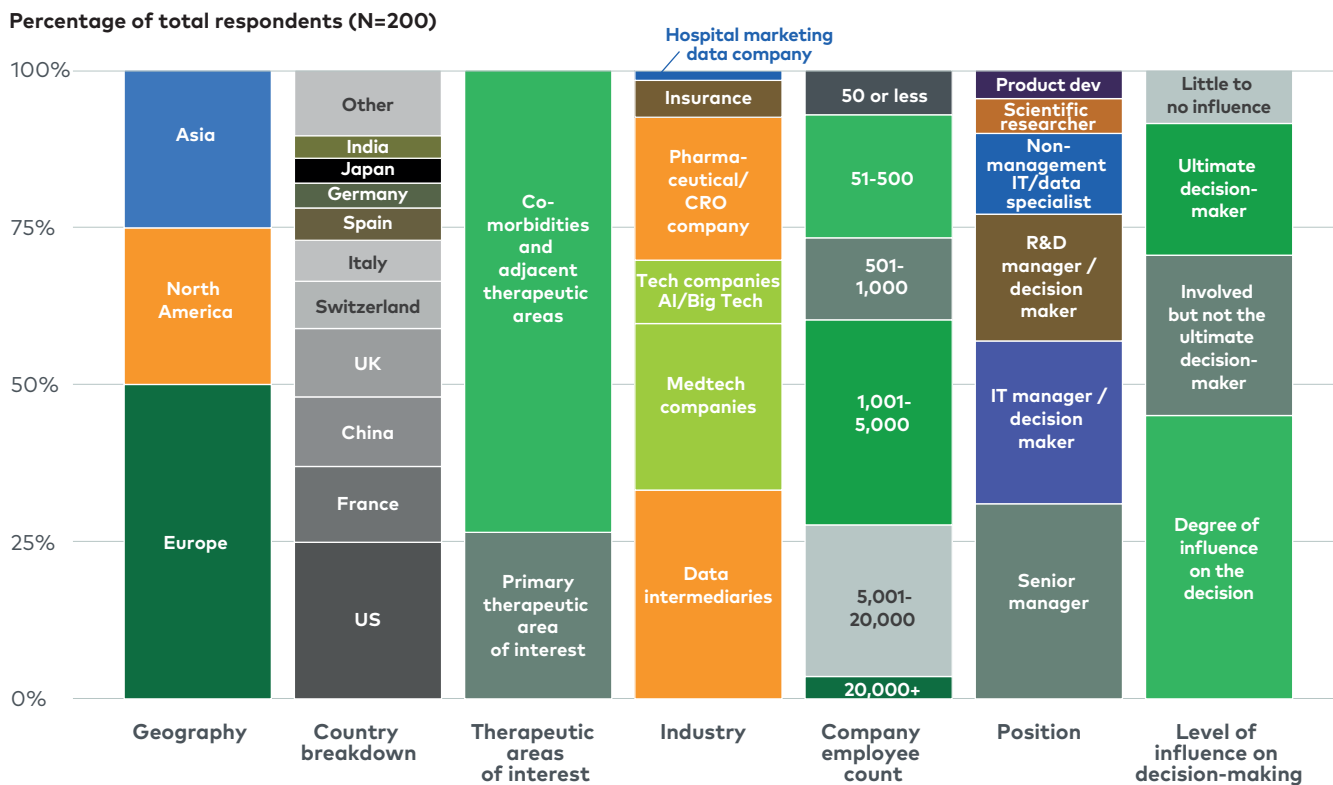 Percentage of total respondents (N=200)
100%
75%
50%
25%
0%
Asia
North
America
Europe
Geography
Other
India
Japan
Germany
Spain
Italy
Switzerland
UK
China
France
US
Country
breakdown
Co-
morbidities
and
adjacent
therapeutic
areas
Primary
therapeutic
area
of interest
Therapeutic
areas
of interest
Hospital marketing
data company
Insurance
Pharma-
ceutical/
CRO
company
Tech companies
AI/Big Tech
Medtech
companies
Data
intermediaries
Industry
50 or less
51-500
501-
1,000
1,001-
5,000
5,001-
20,000
20,000+
Company
employee
count
Product dev
Scientific
researcher
Non-
management
IT/data
specialist
R&D
manager /
decision
maker
IT manager /
decision
maker
Senior
manager
Position
Little to
no influence
Ultimate
decision-
maker
Involved
but not the
ultimate
decision-
maker
Degree of
influence
on the
decision
Level of
influence on
decision-making